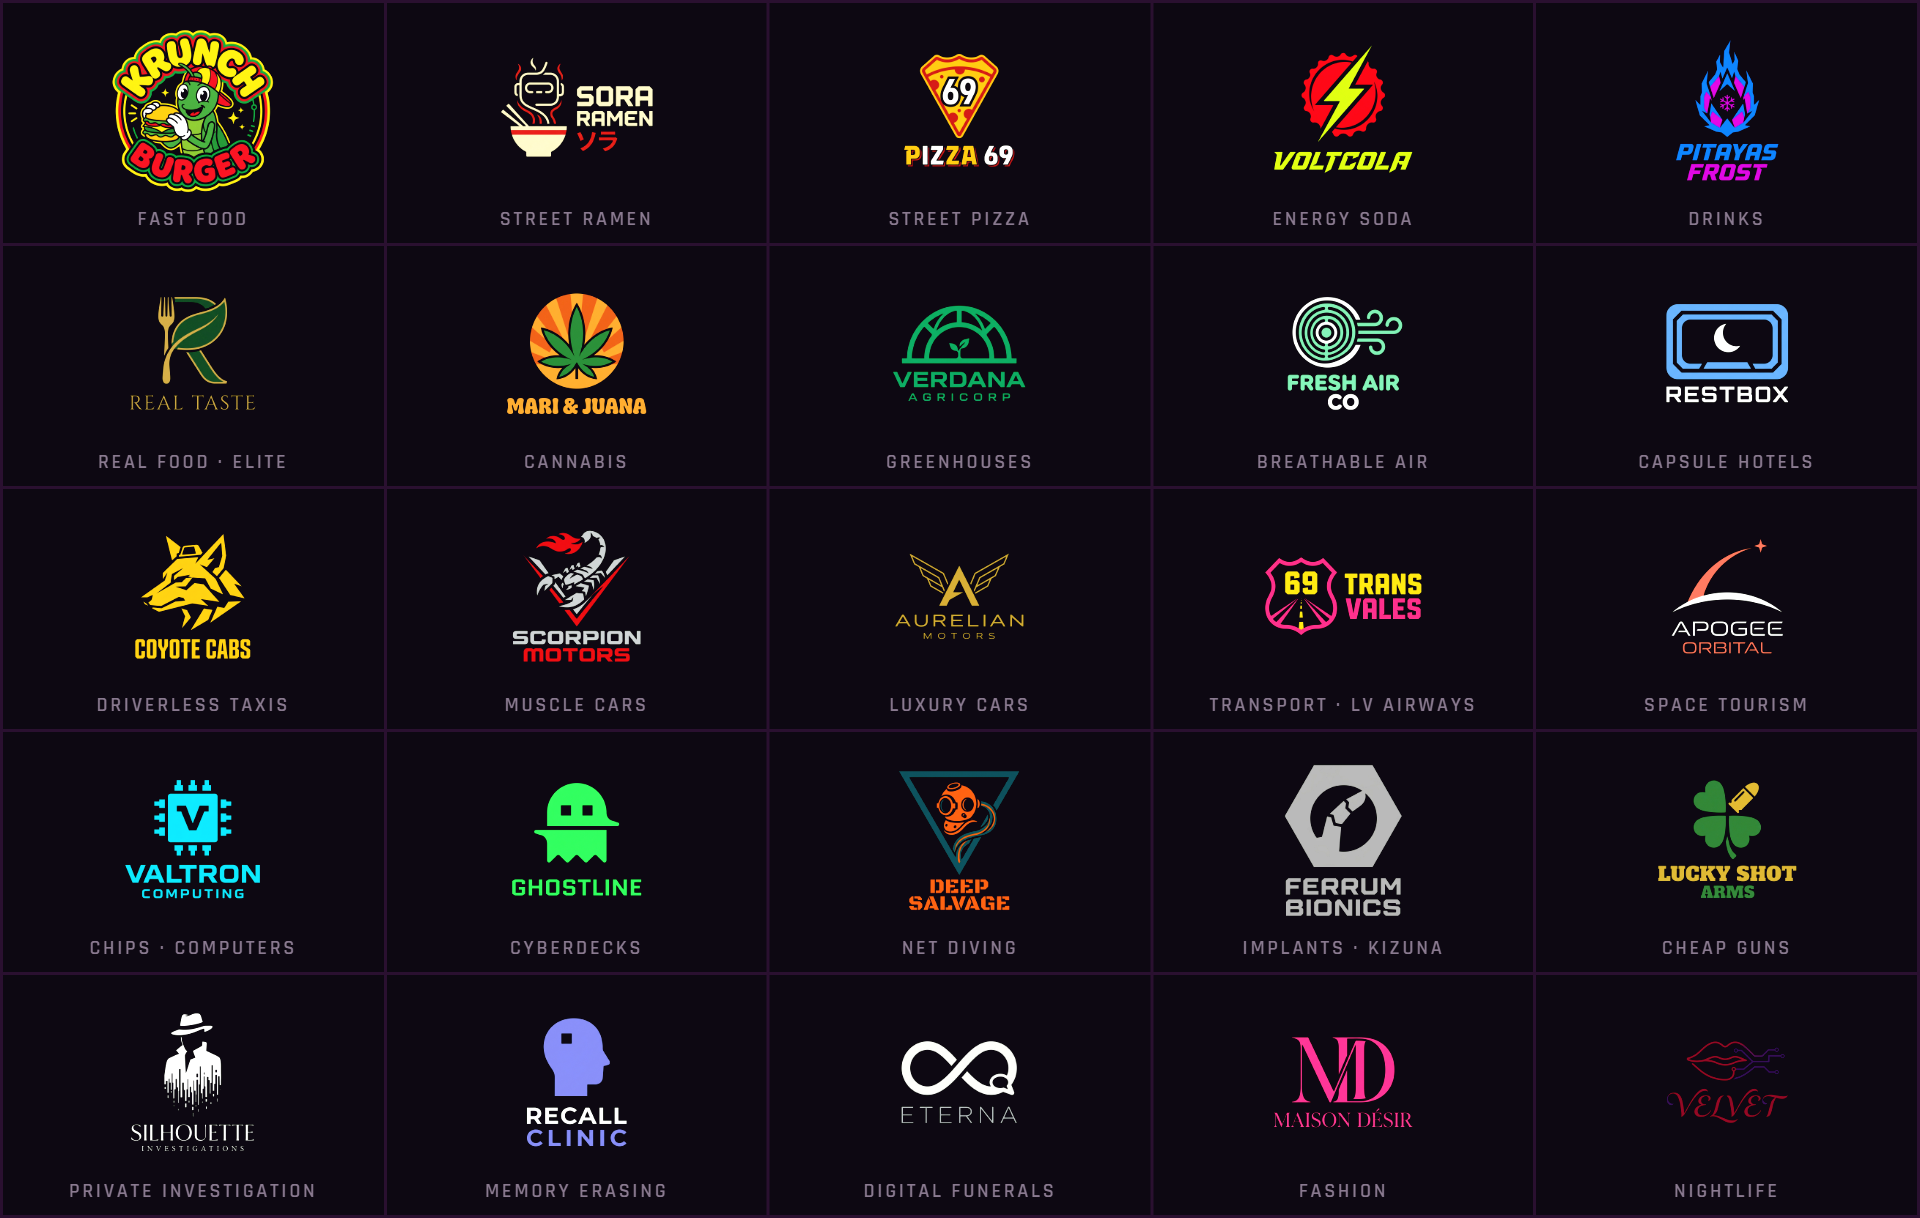 KRUNCH
BURGER
FAST FOOD
SORA
RAMEN
ソラ
STREET RAMEN
69
PIZZA 69
STREET PIZZA
VOLTCOLA
ENERGY SODA
PITAYAS
FROST
DRINKS
R
REAL TASTE
REAL FOOD · ELITE
MARI & JUANA
CANNABIS
VERDANA
AGRICORP
GREENHOUSES
FRESH AIR
CO
BREATHABLE AIR
RESTBOX
CAPSULE HOTELS
COYOTE CABS
DRIVERLESS TAXIS
SCORPION
MOTORS
MUSCLE CARS
A
AURELIAN
MOTORS
LUXURY CARS
69
TRANS
VALES
TRANSPORT · LV AIRWAYS
APOGEE
ORBITAL
SPACE TOURISM
V
VALTRON
COMPUTING
CHIPS · COMPUTERS
GHOSTLINE
CYBERDECKS
DEEP
SALVAGE
NET DIVING
FERRUM
BIONICS
IMPLANTS · KIZUNA
LUCKY SHOT
ARMS
CHEAP GUNS
SILHOUETTE
INVESTIGATIONS
PRIVATE INVESTIGATION
RECALL
CLINIC
MEMORY ERASING
ETERNA
DIGITAL FUNERALS
MD
MAISON DÉSIR
FASHION
VELVET
NIGHTLIFE